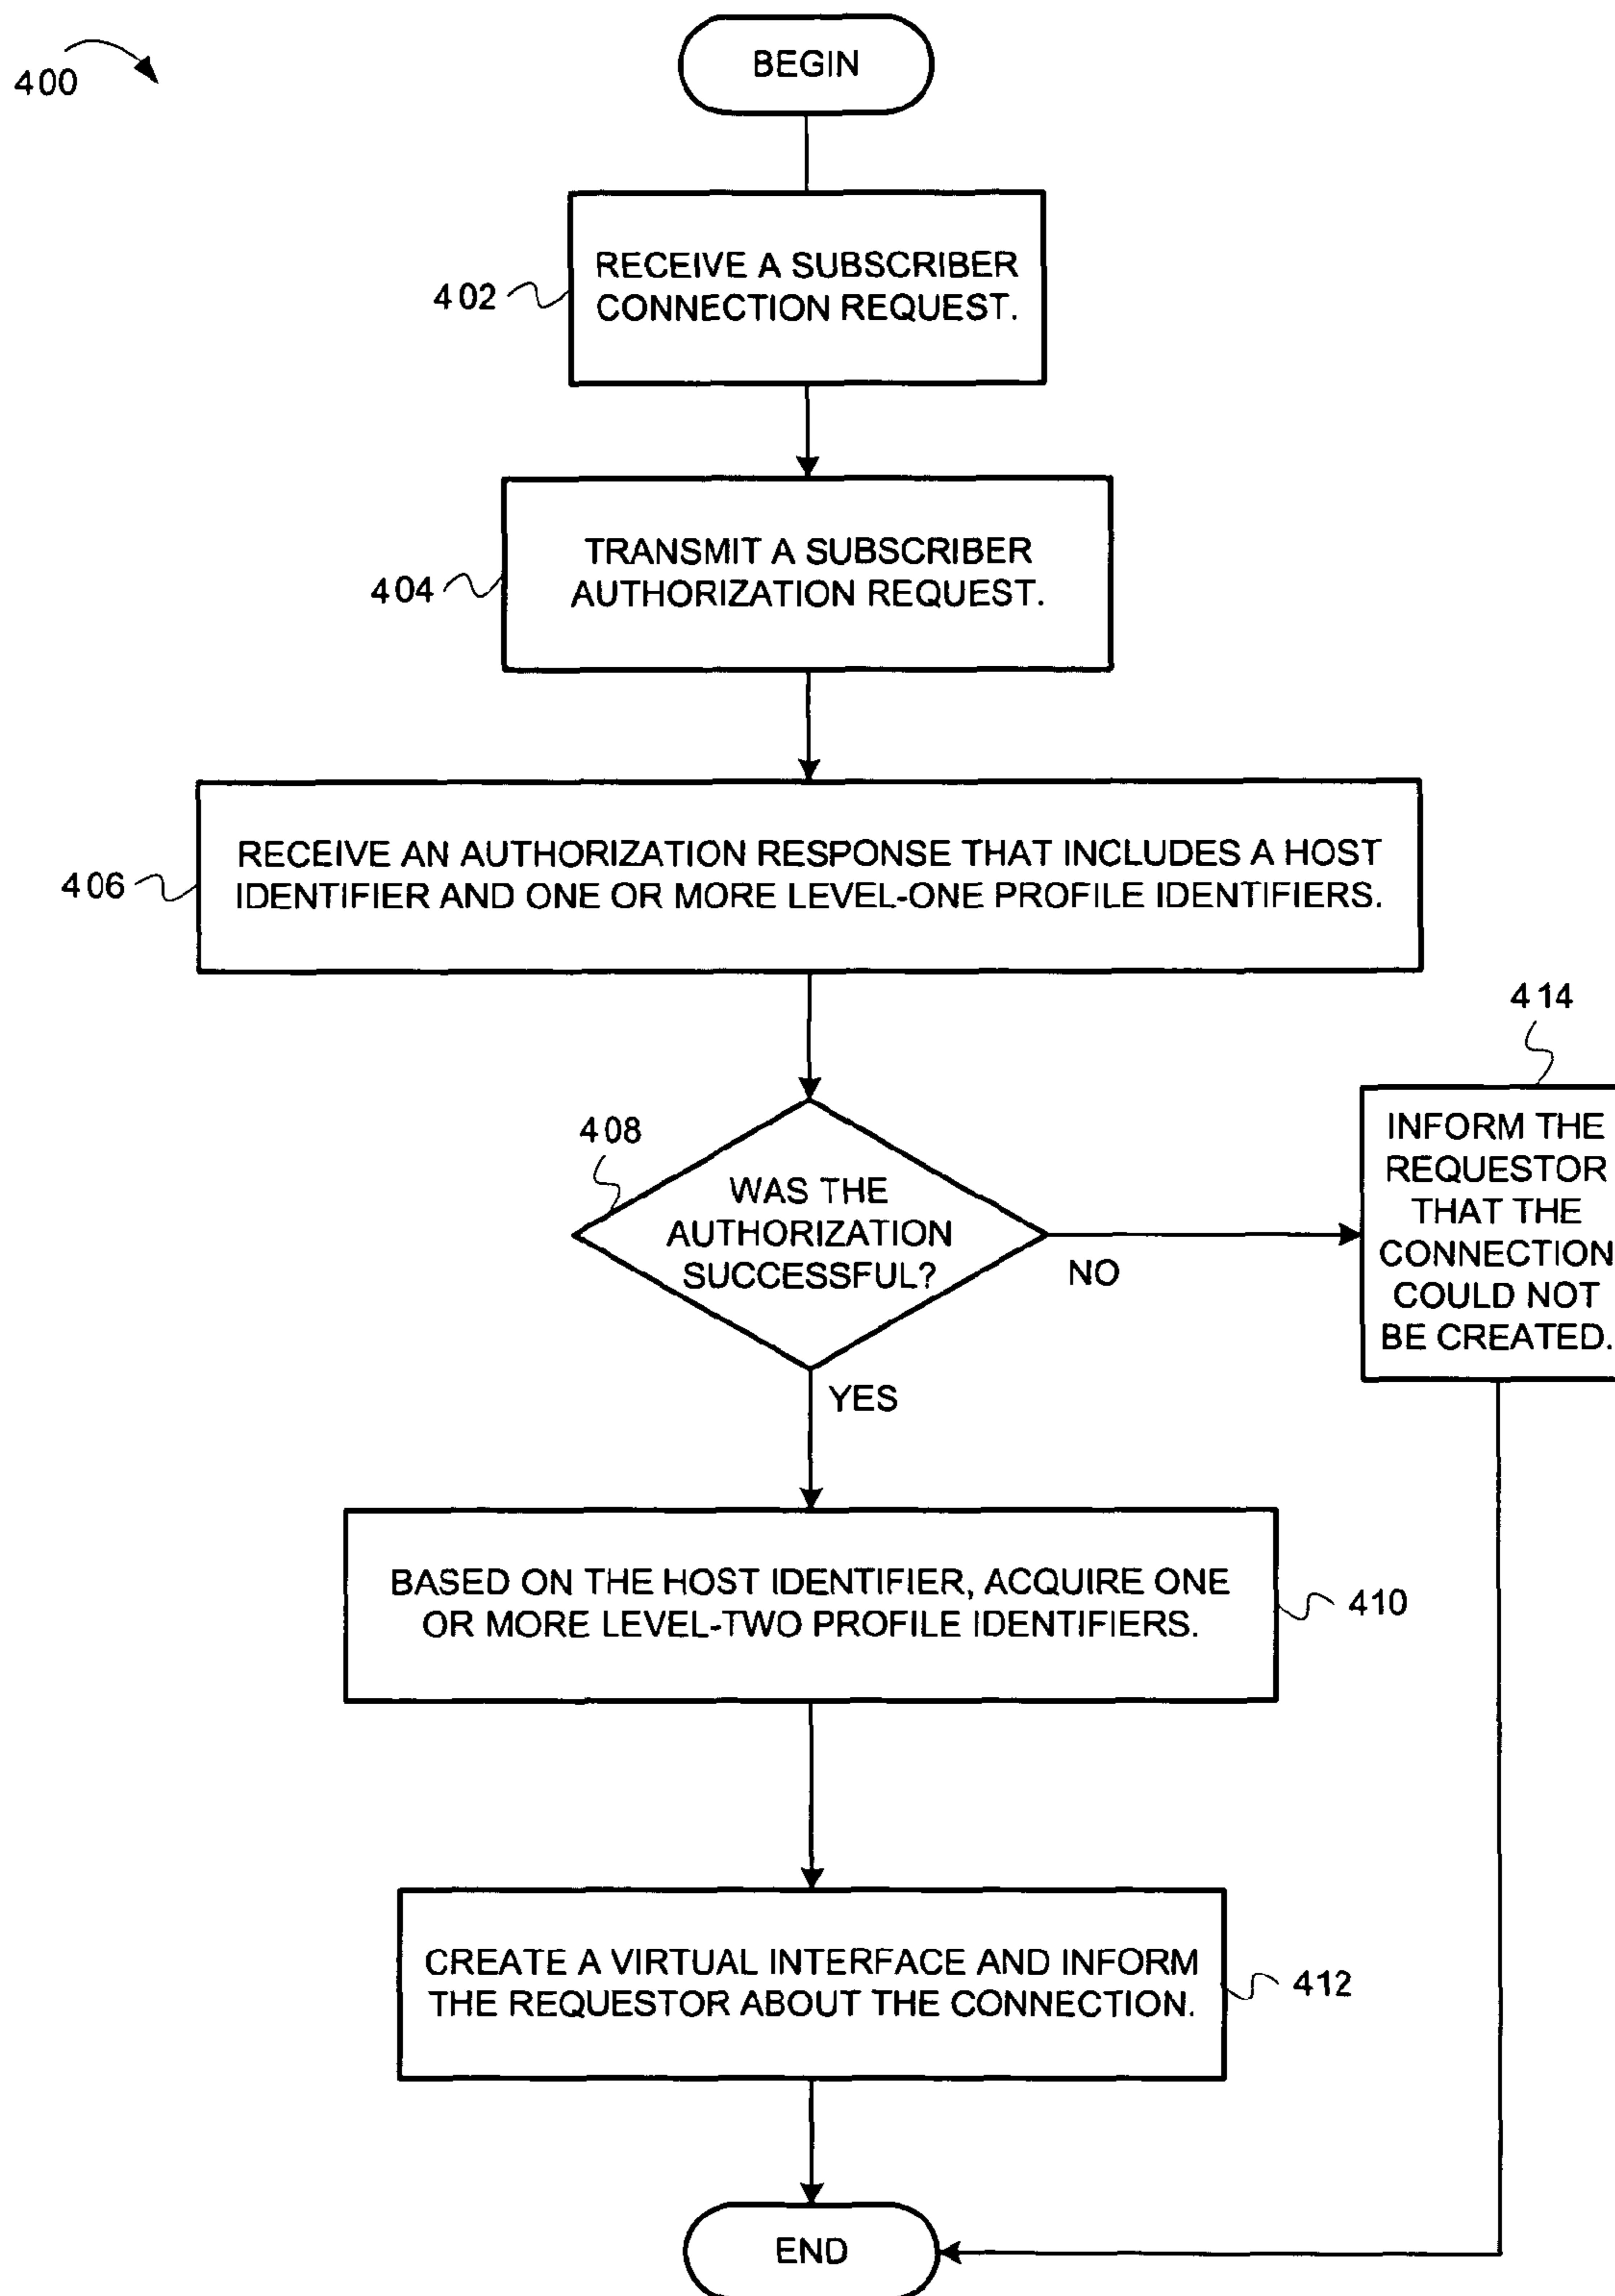 400
BEGIN
402
RECEIVE A SUBSCRIBER
CONNECTION REQUEST.
404
TRANSMIT A SUBSCRIBER
AUTHORIZATION REQUEST.
406
RECEIVE AN AUTHORIZATION RESPONSE THAT INCLUDES A HOST
IDENTIFIER AND ONE OR MORE LEVEL-ONE PROFILE IDENTIFIERS.
408
WAS THE
AUTHORIZATION
SUCCESSFUL?
NO
414
INFORM THE
REQUESTOR
THAT THE
CONNECTION
COULD NOT
BE CREATED.
YES
BASED ON THE HOST IDENTIFIER, ACQUIRE ONE
OR MORE LEVEL-TWO PROFILE IDENTIFIERS.
410
CREATE A VIRTUAL INTERFACE AND INFORM
THE REQUESTOR ABOUT THE CONNECTION.
412
END